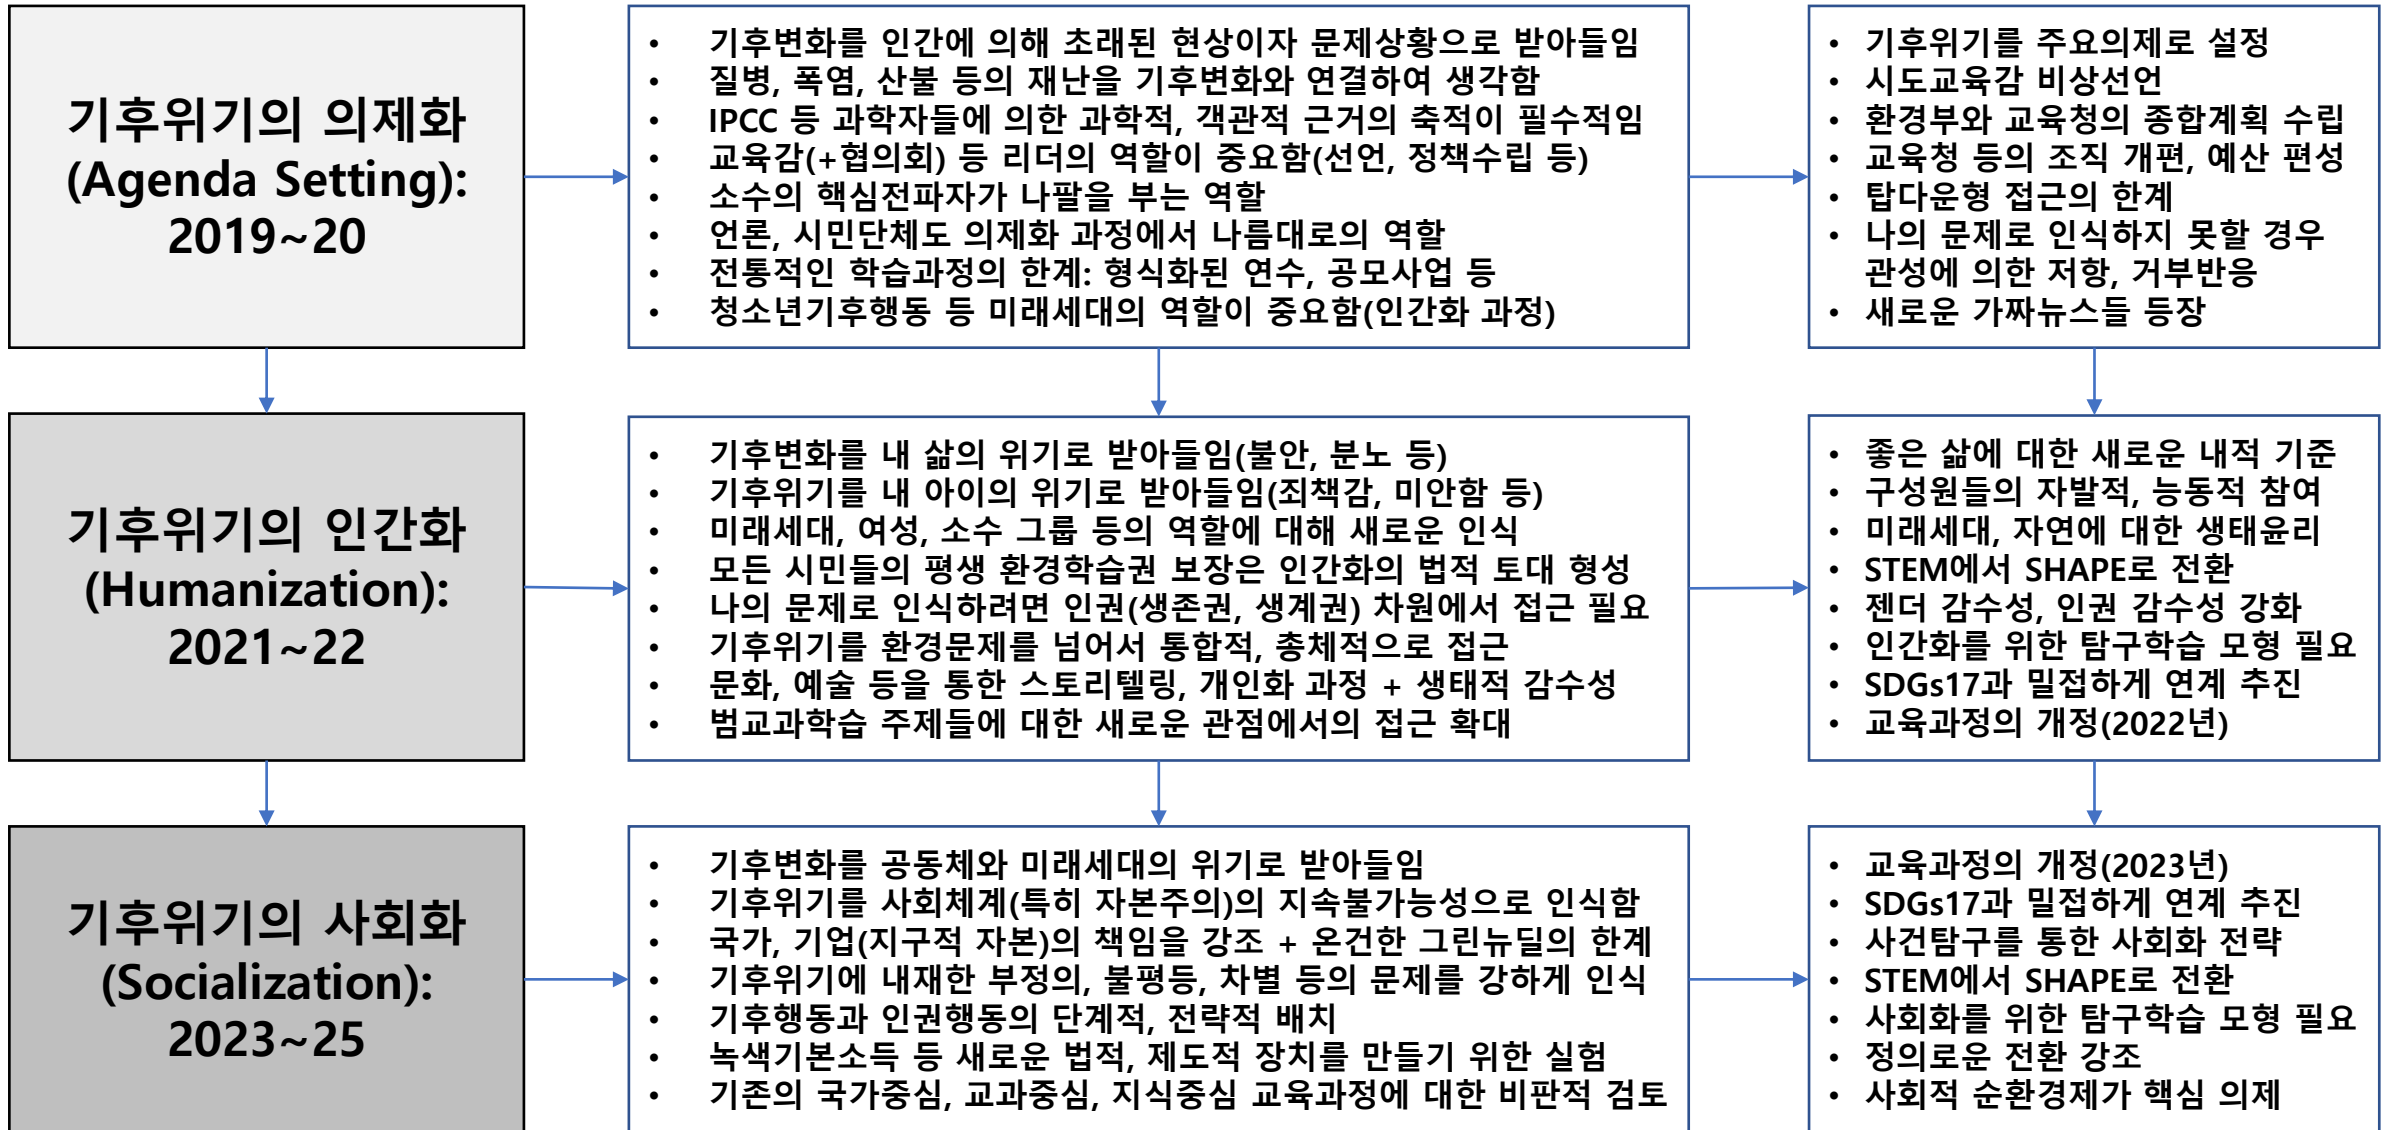 기후위기의 의제화
(Agenda Setting):
2019~20
• 기후변화를 인간에 의해 초래된 현상이자 문제상황으로 받아들임
• 질병, 폭염, 산불 등의 재난을 기후변화와 연결하여 생각함
• IPCC 등 과학자들에 의한 과학적, 객관적 근거의 축적이 필수적임
• 교육감(+협의회) 등 리더의 역할이 중요함(선언, 정책수립 등)
• 소수의 핵심전파자가 나팔을 부는 역할
• 언론, 시민단체도 의제화 과정에서 나름대로의 역할
• 전통적인 학습과정의 한계: 형식화된 연수, 공모사업 등
• 청소년기후행동 등 미래세대의 역할이 중요함(인간화 과정)
• 기후위기를 주요의제로 설정
• 시도교육감 비상선언
• 환경부와 교육청의 종합계획 수립
• 교육청 등의 조직 개편, 예산 편성
• 탑다운형 접근의 한계
• 나의 문제로 인식하지 못할 경우
관성에 의한 저항, 거부반응
• 새로운 가짜뉴스들 등장
기후위기의 인간화
(Humanization):
2021~22
• 기후변화를 내 삶의 위기로 받아들임(불안, 분노 등)
• 기후위기를 내 아이의 위기로 받아들임(죄책감, 미안함 등)
• 미래세대, 여성, 소수 그룹 등의 역할에 대해 새로운 인식
• 모든 시민들의 평생 환경학습권 보장은 인간화의 법적 토대 형성
• 나의 문제로 인식하려면 인권(생존권, 생계권) 차원에서 접근 필요
• 기후위기를 환경문제를 넘어서 통합적, 총체적으로 접근
• 문화, 예술 등을 통한 스토리텔링, 개인화 과정 + 생태적 감수성
• 범교과학습 주제들에 대한 새로운 관점에서의 접근 확대
• 좋은 삶에 대한 새로운 내적 기준
• 구성원들의 자발적, 능동적 참여
• 미래세대, 자연에 대한 생태윤리
• STEM에서 SHAPE로 전환
• 젠더 감수성, 인권 감수성 강화
• 인간화를 위한 탐구학습 모형 필요
• SDGs17과 밀접하게 연계 추진
• 교육과정의 개정(2022년)
기후위기의 사회화
(Socialization):
2023~25
• 기후변화를 공동체와 미래세대의 위기로 받아들임
• 기후위기를 사회체계(특히 자본주의)의 지속불가능성으로 인식함
• 국가, 기업(지구적 자본)의 책임을 강조 + 온건한 그린뉴딜의 한계
• 기후위기에 내재한 부정의, 불평등, 차별 등의 문제를 강하게 인식
• 기후행동과 인권행동의 단계적, 전략적 배치
• 녹색기본소득 등 새로운 법적, 제도적 장치를 만들기 위한 실험
• 기존의 국가중심, 교과중심, 지식중심 교육과정에 대한 비판적 검토
• 교육과정의 개정(2023년)
• SDGs17과 밀접하게 연계 추진
• 사건탐구를 통한 사회화 전략
• STEM에서 SHAPE로 전환
• 사회화를 위한 탐구학습 모형 필요
• 정의로운 전환 강조
• 사회적 순환경제가 핵심 의제